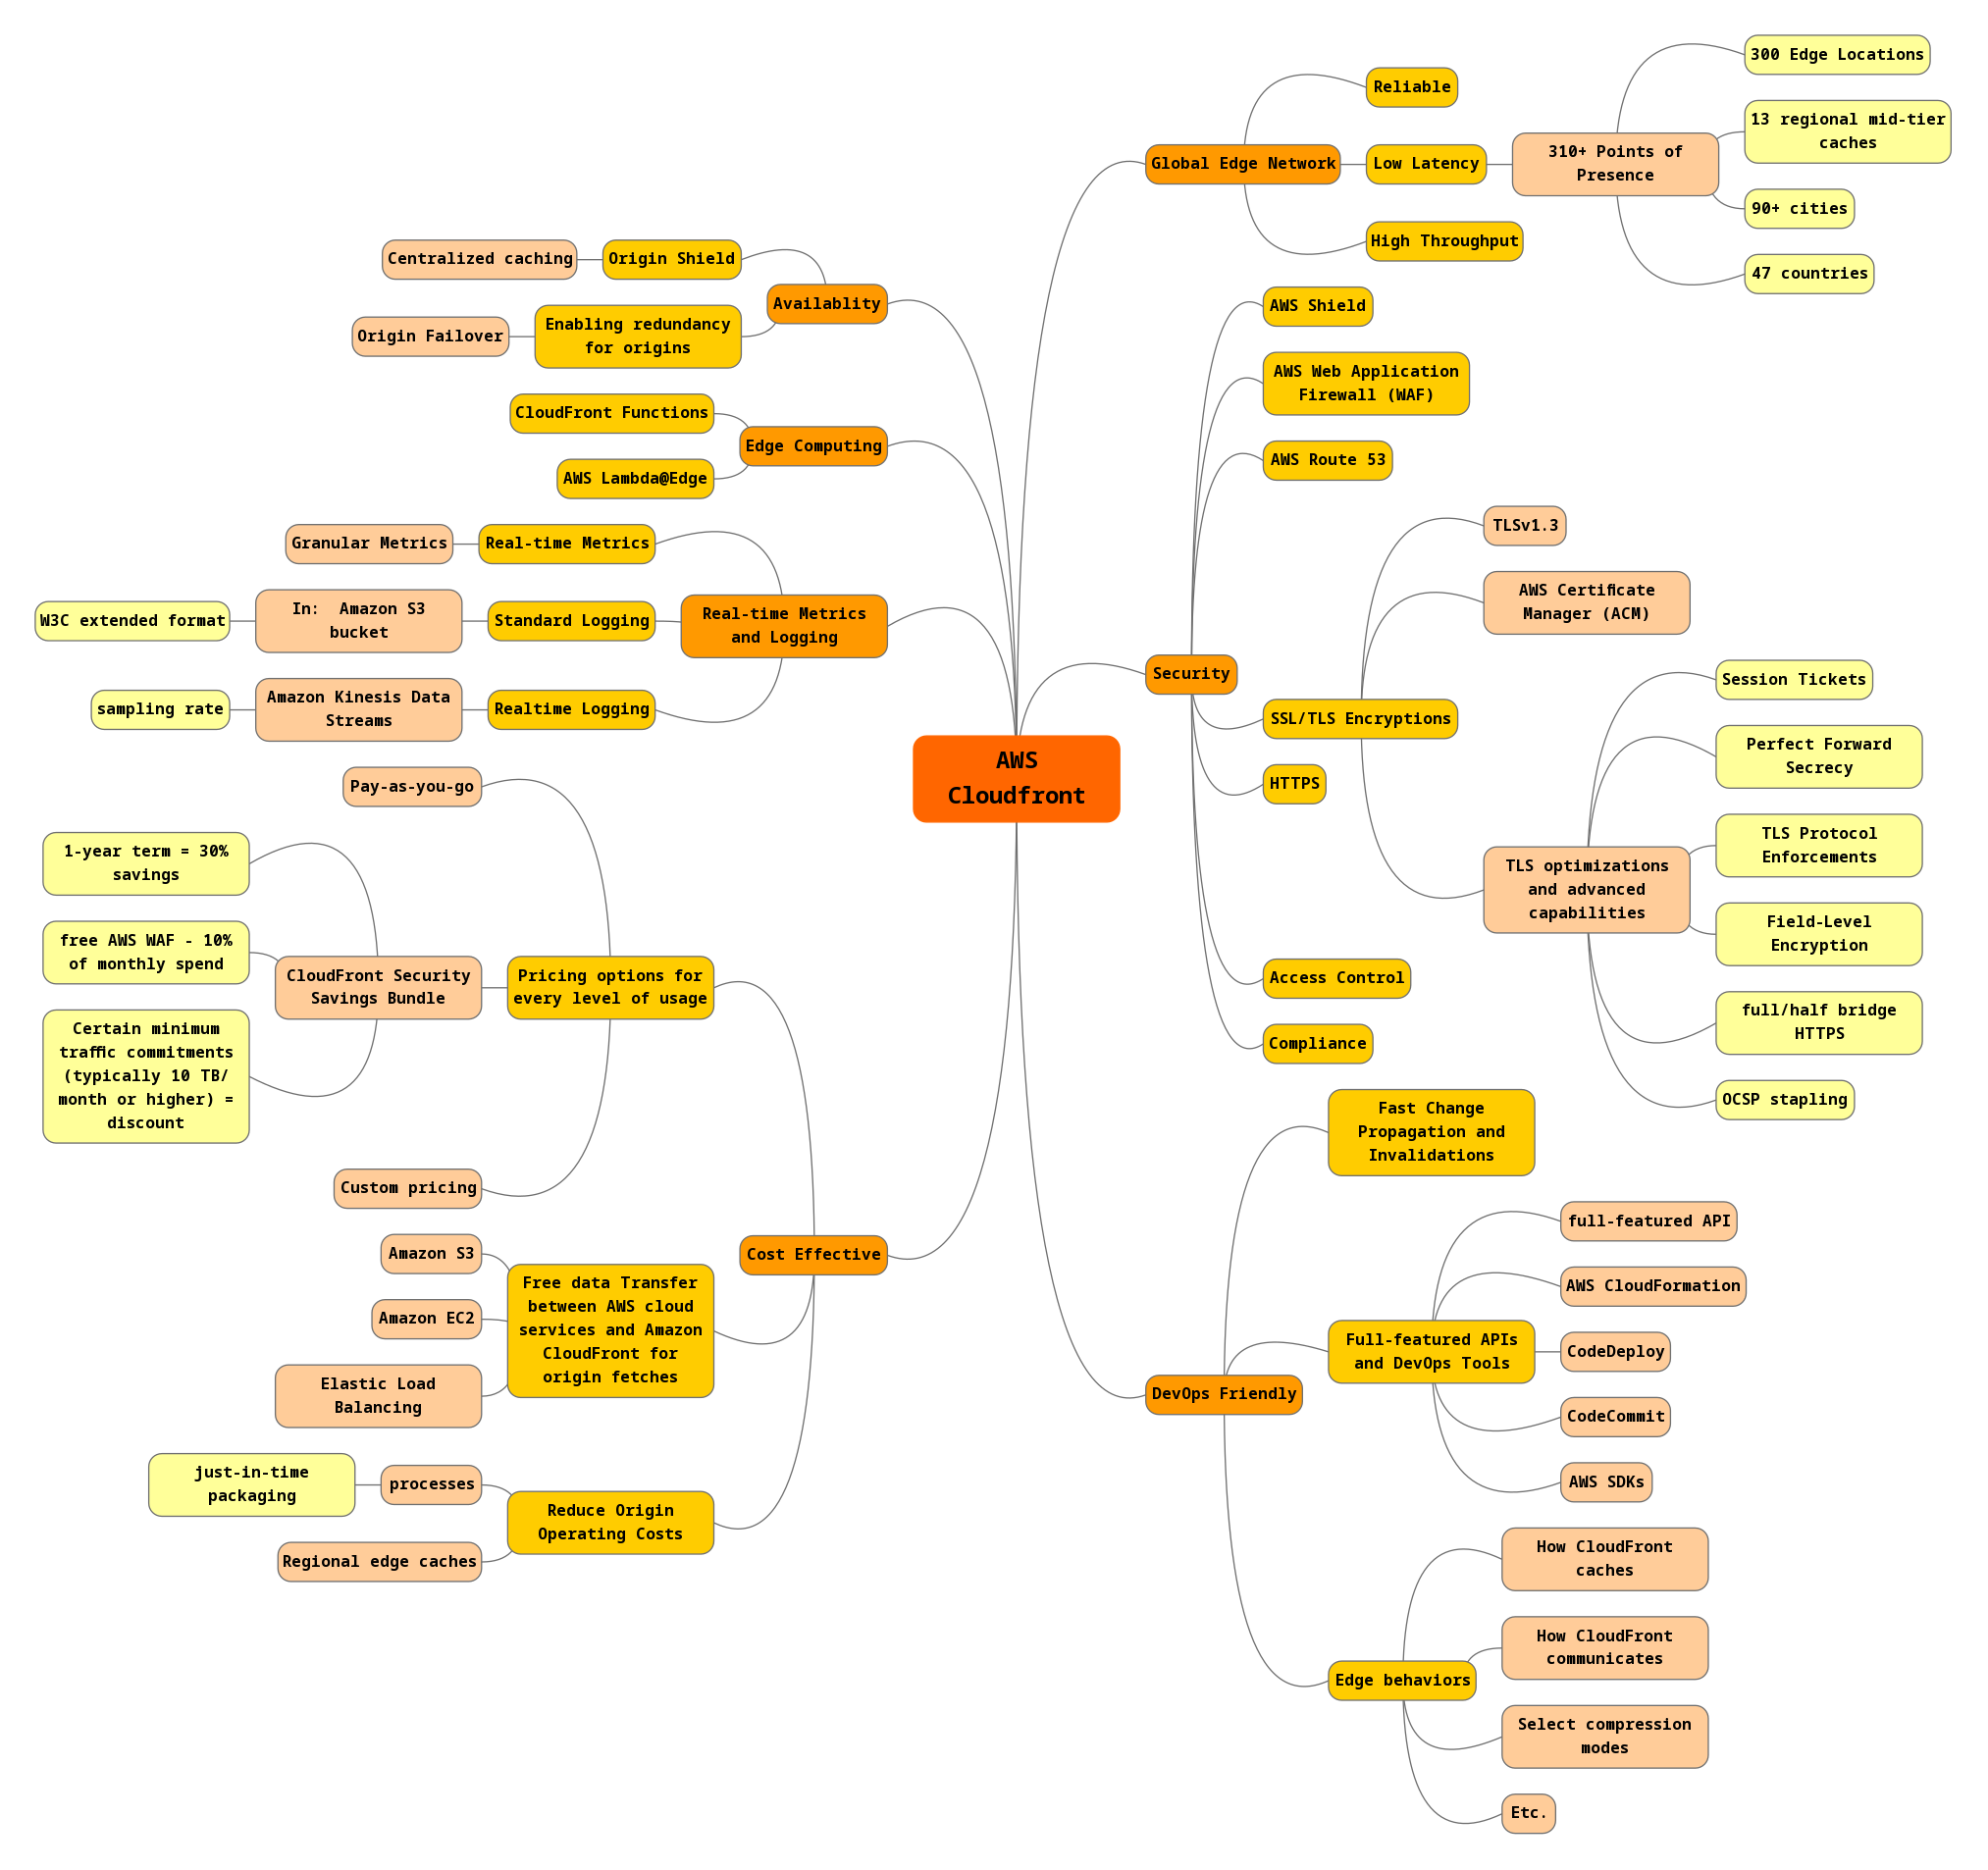 AWS
Cloudfront
Global Edge Network
Reliable
Low Latency
310+ Points of
Presence
300 Edge Locations
13 regional mid-tier
caches
90+ cities
47 countries
High Throughput
Security
AWS Shield
AWS Web Application
Firewall (WAF)
AWS Route 53
SSL/TLS Encryptions
TLSv1.3
AWS Certificate
Manager (ACM)
TLS optimizations
and advanced
capabilities
Session Tickets
Perfect Forward
Secrecy
TLS Protocol
Enforcements
Field-Level
Encryption
full/half bridge
HTTPS
OCSP stapling
HTTPS
Access Control
Compliance
DevOps Friendly
Fast Change
Propagation and
Invalidations
Full-featured APIs
and DevOps Tools
full-featured API
AWS CloudFormation
CodeDeploy
CodeCommit
AWS SDKs
Edge behaviors
How CloudFront
caches
How CloudFront
communicates
Select compression
modes
Etc.
Availablity
Origin Shield
Centralized caching
Enabling redundancy
for origins
Origin Failover
Edge Computing
CloudFront Functions
AWS Lambda@Edge
Real-time Metrics
and Logging
Real-time Metrics
Granular Metrics
Standard Logging
In:  Amazon S3
bucket
W3C extended format
Realtime Logging
Amazon Kinesis Data
Streams
sampling rate
Cost Effective
Pricing options for
every level of usage
Pay-as-you-go
CloudFront Security
Savings Bundle
1-year term = 30%
savings
free AWS WAF - 10%
of monthly spend
Certain minimum
traffic commitments
(typically 10 TB/
month or higher) =
discount
Custom pricing
Free data Transfer
between AWS cloud
services and Amazon
CloudFront for
origin fetches
Amazon S3
Amazon EC2
Elastic Load
Balancing
Reduce Origin
Operating Costs
processes
just-in-time
packaging
Regional edge caches